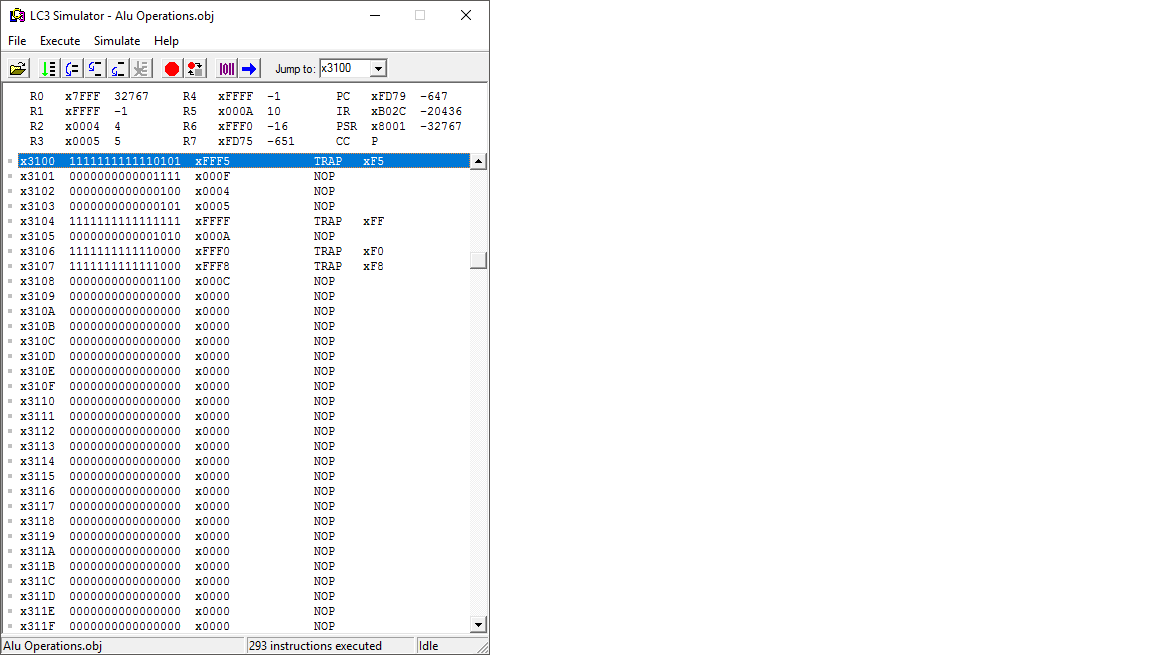 LC3 Simulator - Alu Operations.obj
File Execute Simulate Help
Jump to: x3100
R0 x7FFF 32767 R4 xFFFF -1 PC xFD79 -647
R1 xFFFF -1 R5 x000A 10 IR xB02C -20436
R2 x0004 4 R6 xFFF0 -16 PSR x8001 -32767
R3 x0005 5 R7 xFD75 -651 CC P
x3100 1111111111110101 xFFF5 TRAP xF5
x3101 0000000000001111 x000F NOP
x3102 0000000000000100 x0004 NOP
x3103 0000000000000101 x0005 NOP
x3104 1111111111111111 xFFFF TRAP xFF
x3105 0000000000001010 x000A NOP
x3106 1111111111110000 xFFF0 TRAP xF0
x3107 1111111111111000 xFFF8 TRAP xF8
x3108 0000000000001100 x000C NOP
x3109 0000000000000000 x0000 NOP
x310A 0000000000000000 x0000 NOP
x310B 0000000000000000 x0000 NOP
x310C 0000000000000000 x0000 NOP
x310D 0000000000000000 x0000 NOP
x310E 0000000000000000 x0000 NOP
x310F 0000000000000000 x0000 NOP
x3110 0000000000000000 x0000 NOP
x3111 0000000000000000 x0000 NOP
x3112 0000000000000000 x0000 NOP
x3113 0000000000000000 x0000 NOP
x3114 0000000000000000 x0000 NOP
x3115 0000000000000000 x0000 NOP
x3116 0000000000000000 x0000 NOP
x3117 0000000000000000 x0000 NOP
x3118 0000000000000000 x0000 NOP
x3119 0000000000000000 x0000 NOP
x311A 0000000000000000 x0000 NOP
x311B 0000000000000000 x0000 NOP
x311C 0000000000000000 x0000 NOP
x311D 0000000000000000 x0000 NOP
x311E 0000000000000000 x0000 NOP
x311F 0000000000000000 x0000 NOP
Alu Operations.obj 293 instructions executed Idle